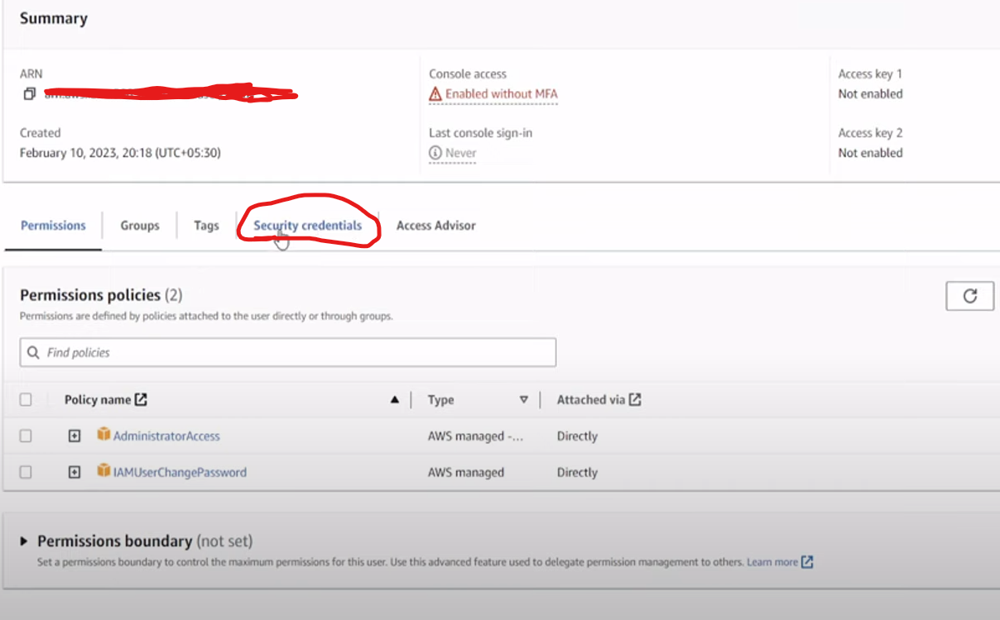 Summary
ARN
Console access
Access key 1
Enabled without MFA
Not enabled
Created
Last console sign-in
Access key 2
February 10, 2023, 20:18 (UTC+05:30)
Never
Not enabled
Permissions
Groups
Tags
Security credentials
Access Advisor
Permissions policies (2)
Permissions are defined by policies attached to the user directly or through groups.
Find policies
Policy name
Type
Attached via
AdministratorAccess
AWS managed -...
Directly
IAMUserChangePassword
AWS managed
Directly
Permissions boundary (not set)
Set a permissions boundary to control the maximum permissions for this user. Use this advanced feature used to delegate permission management to others. Learn more